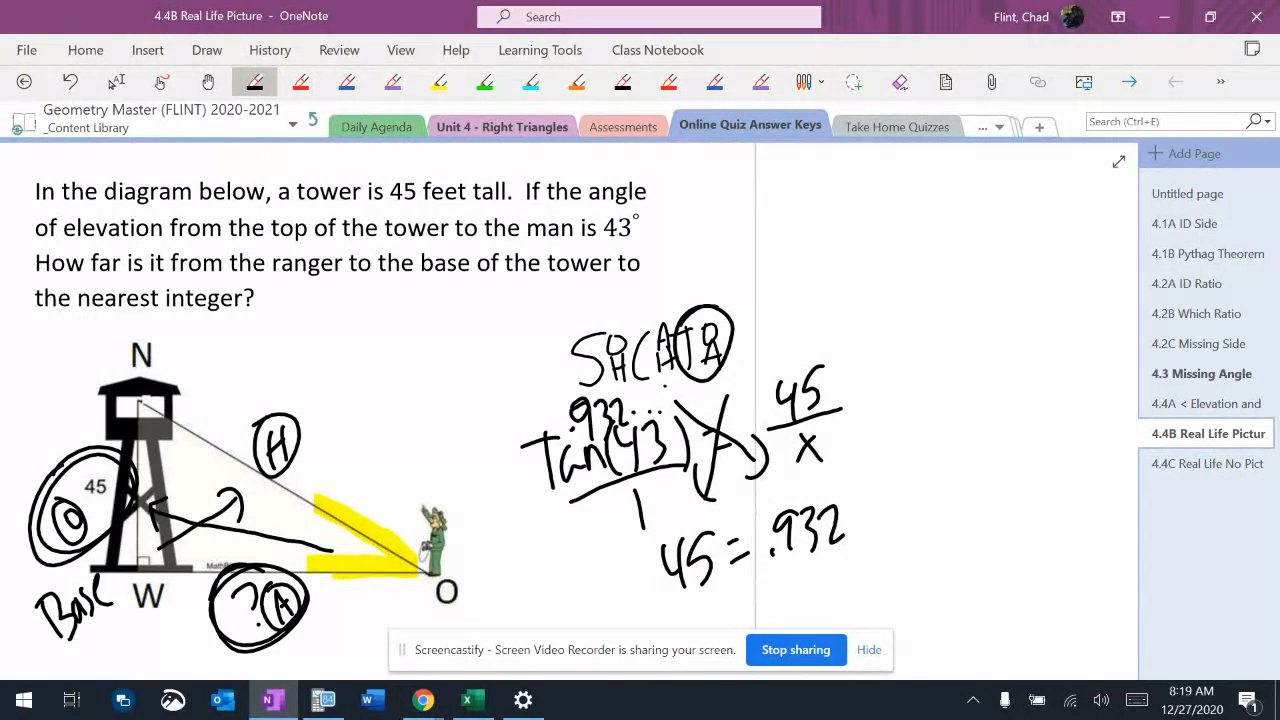 4.4B Real Life Picture - OneNote
Search
Flint, Chad
File Home Insert Draw History Review View Help Learning Tools Class Notebook
Geometry Master (FLINT) 2020-2021
_Content Library
Daily Agenda
Unit 4 - Right Triangles
Assessments
Online Quiz Answer Keys
Take Home Quizzes
...
Search (Ctrl+E)
Add Page
Untitled page
4.1A ID Side
4.1B Pythag Theorem
4.2A ID Ratio
4.2B Which Ratio
4.2C Missing Side
4.3 Missing Angle
4.4A < Elevation and
4.4B Real Life Pictur
4.4C Real Life No Pict
In the diagram below, a tower is 45 feet tall. If the angle
of elevation from the top of the tower to the man is 43°
How far is it from the ranger to the base of the tower to
the nearest integer?
N
H
45
O
Base
W
? A
O
S O/H C A/H T O/A
.932...
Tan(43)
1
45
x
45 = .932
Screencastify - Screen Video Recorder is sharing your screen.
Stop sharing
Hide
8:19 AM
12/27/2020